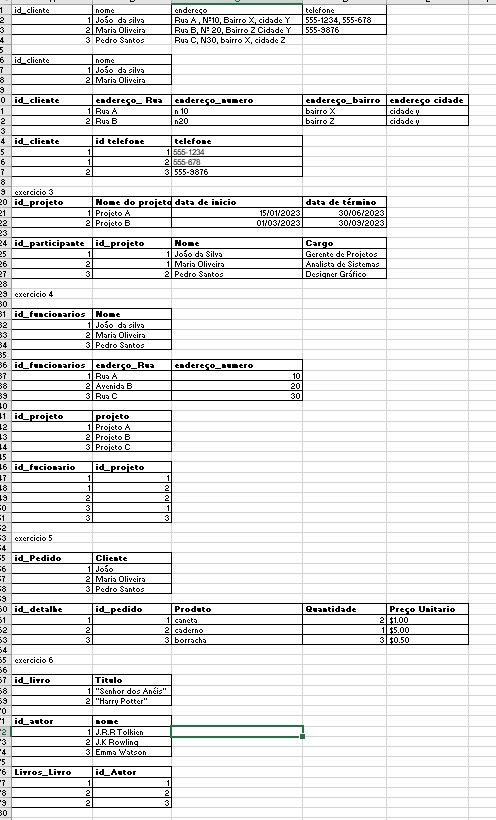 id_cliente nome endereço telefone
1 João da silva Rua A , Nº10, Bairro X, cidade Y 555-1234, 555-678
2 Maria Oliveira Rua B, Nº 20, Bairro Z Cidade Y 555-9876
3 Pedro Santos Rua C, N30, bairro X, cidade Z
id_cliente nome
1 João da silva
2 Maria Oliveira
id_cliente endereço_ Rua endereço_numero endereço_bairro endereço cidade
1 Rua A n 10 bairro X cidade y
2 Rua B n20 bairro Z cidade y
id_cliente id telefone telefone
1 1 555-1234
1 2 555-678
2 3 555-9876
exercicio 3
id_projeto Nome do projeto data de inicio data de término
1 Projeto A 15/01/2023 30/06/2023
2 Projeto B 01/03/2023 30/09/2023
id_participante id_projeto Nome Cargo
1 1 João da Silva Gerente de Projetos
2 1 Maria Oliveira Analista de Sistemas
3 2 Pedro Santos Designer Gráfico
exercicio 4
id_funcionarios Nome
1 João da silva
2 Maria Oliveira
3 Pedro Santos
id_funcionarios enderço_Rua endereço_numero
1 Rua A 10
2 Avenida B 20
3 Rua C 30
id_projeto projeto
1 Projeto A
2 Projeto B
3 Projeto C
id_fucionario id_projeto
1 1
1 2
2 2
3 1
3 3
exercicio 5
id_Pedido Cliente
1 João
2 Maria Oliveira
3 Pedro Santos
id_detalhe id_pedido Produto Quantidade Preço Unitario
1 1 caneta 2 $1.00
2 2 caderno 1 $5.00
3 3 borracha 3 $0.50
exercicio 6
id_livro Titulo
1 "Senhor dos Anéis"
2 "Harry Potter"
id_autor nome
1 J.R.R Tolkien
2 J.K Rowling
3 Emma Watson
Livros_Livro id_Autor
1 1
2 2
2 3